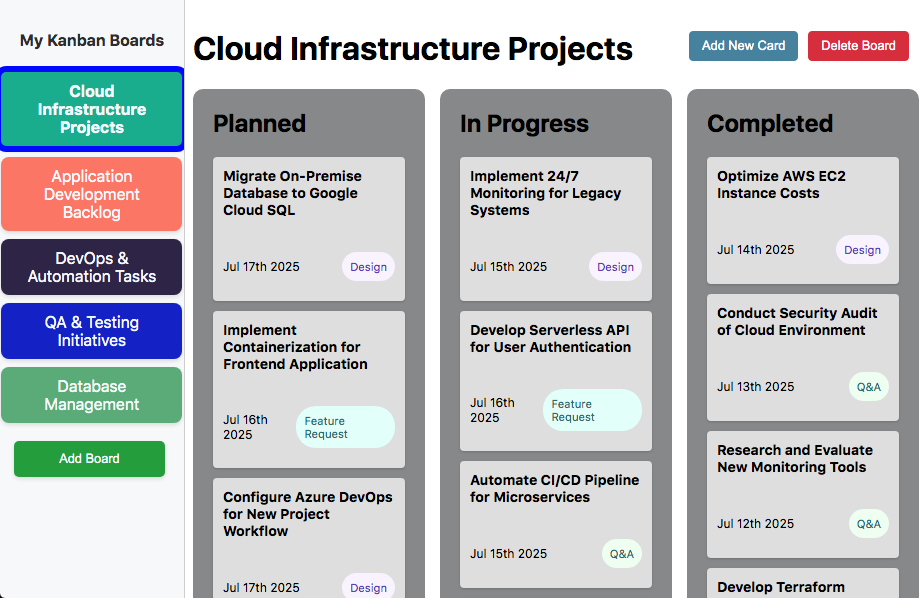 My Kanban Boards
Cloud
Infrastructure
Projects
Application
Development
Backlog
DevOps &
Automation Tasks
QA & Testing
Initiatives
Database
Management
Add Board
Cloud Infrastructure Projects
Add New Card
Delete Board
Planned
Migrate On-Premise
Database to Google
Cloud SQL
Jul 17th 2025
Design
Implement
Containerization for
Frontend Application
Jul 16th
2025
Feature
Request
Configure Azure DevOps
for New Project
Workflow
Jul 17th 2025
Design
In Progress
Implement 24/7
Monitoring for Legacy
Systems
Jul 15th 2025
Design
Develop Serverless API
for User Authentication
Jul 16th
2025
Feature
Request
Automate CI/CD Pipeline
for Microservices
Jul 15th 2025
Q&A
Completed
Optimize AWS EC2
Instance Costs
Jul 14th 2025
Design
Conduct Security Audit
of Cloud Environment
Jul 13th 2025
Q&A
Research and Evaluate
New Monitoring Tools
Jul 12th 2025
Q&A
Develop Terraform